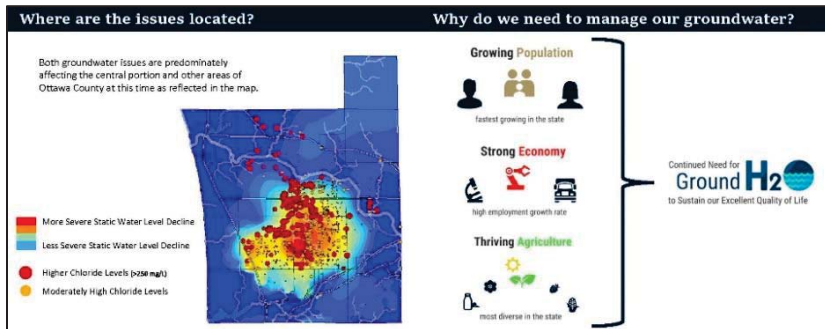 Where are the issues located?
Both groundwater issues are predominately
affecting the central portion and other areas of
Ottawa County at this time as reflected in the map.
More Severe Static Water Level Decline
Less Severe Static Water Level Decline
Higher Chloride Levels (>250 mg/L)
Moderately High Chloride Levels
Why do we need to manage our groundwater?
Growing Population
fastest growing in the state
Strong Economy
high employment growth rate
Thriving Agriculture
most diverse in the state
Continued Need for
Ground H2O
to Sustain our Excellent Quality of Life